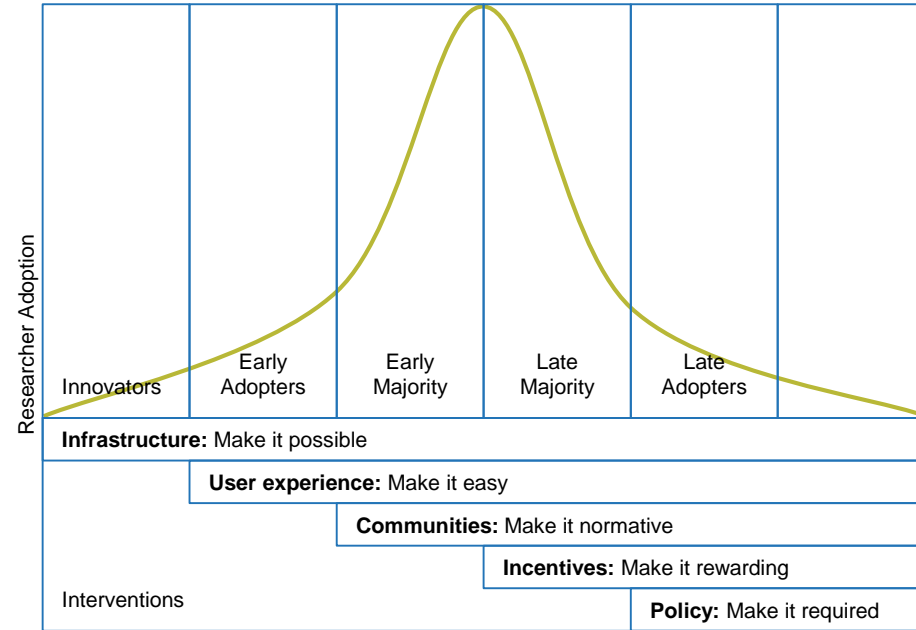 Researcher Adoption
Innovators
Early
Adopters
Early
Majority
Late
Majority
Late
Adopters
Infrastructure: Make it possible
User experience: Make it easy
Communities: Make it normative
Incentives: Make it rewarding
Interventions
Policy: Make it required